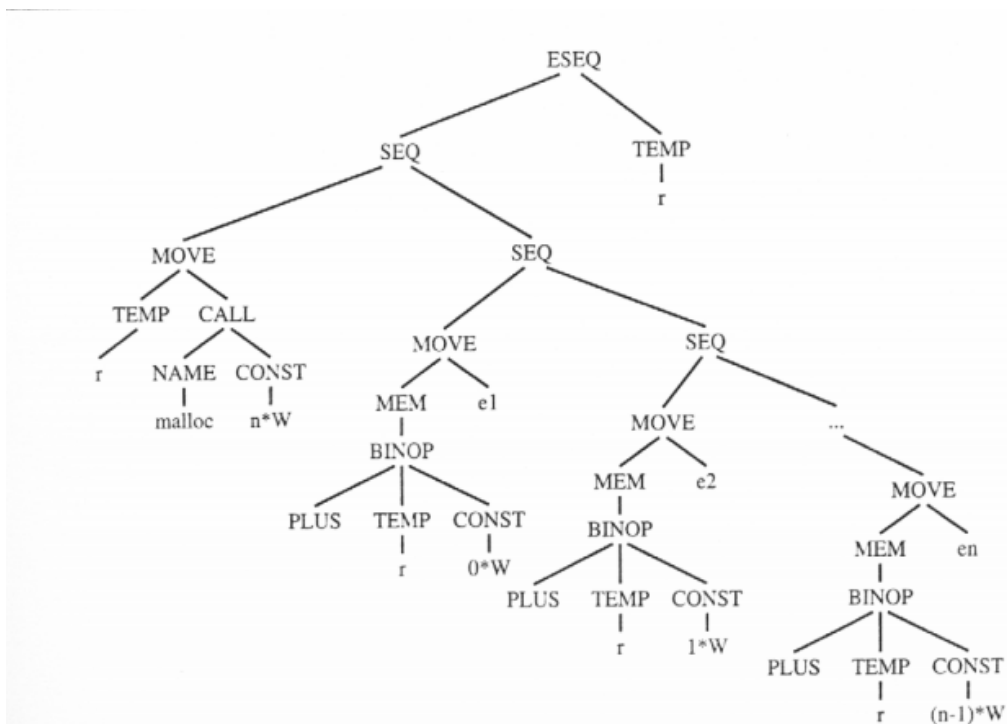 ESEQ
SEQ TEMP
r
MOVE SEQ
TEMP CALL
MOVE SEQ
r NAME CONST
MEM e1
malloc n*W MOVE ...
BINOP
MEM e2 MOVE
PLUS TEMP CONST BINOP
MEM en
r 0*W
PLUS TEMP CONST BINOP
r 1*W
PLUS TEMP CONST
r (n-1)*W